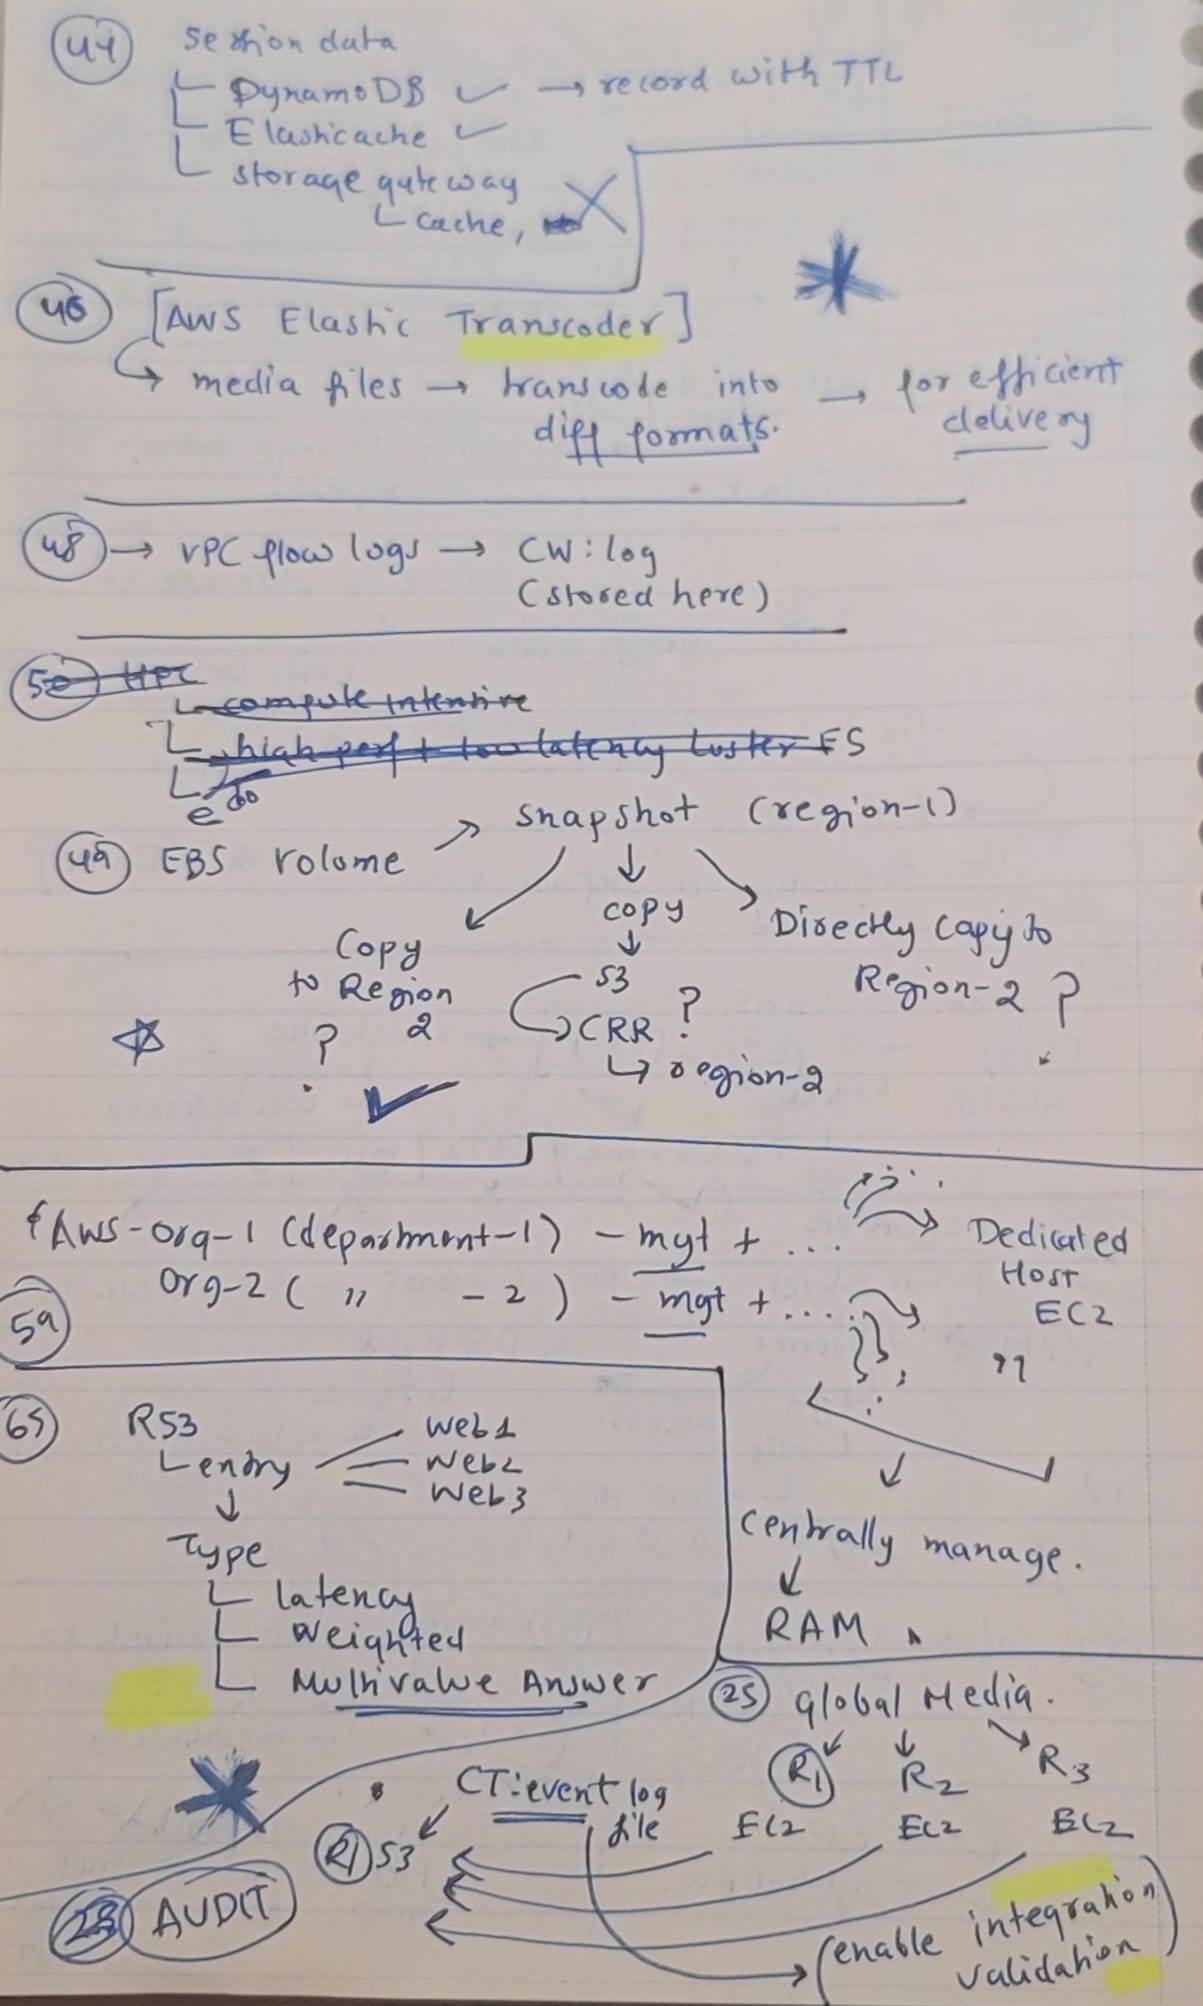 44 Session data
DynamoDB → record with TTL
Elasticache
storage gateway
cache,
46 [AWS Elastic Transcoder]
media files → transcode into → for efficient
diff formats. delivery
48 → VPC flow logs → CW: log
(stored here)
50 HPC
compute intensive
high perf + low latency Luster FS
snapshot (region-1)
49 EBS volume
Copy
to Region
2
?
copy
S3
CRR ?
region-2
Directly Copy to
Region-2 ?
AWS-Org-1 (department-1) - mgt + ...
Org-2 ( " - 2 ) - mgt + ....
59
Dedicated
Host
EC2
"
Centrally manage.
RAM
65 R53
entry
Web1
Web2
Web3
Type
latency
Weighted
Multivalue Answer
25 Global Media.
R1 R2 R3
EC2 EC2 EC2
CT: event log
file
R1 S3
AUDIT
(enable integration
validation)